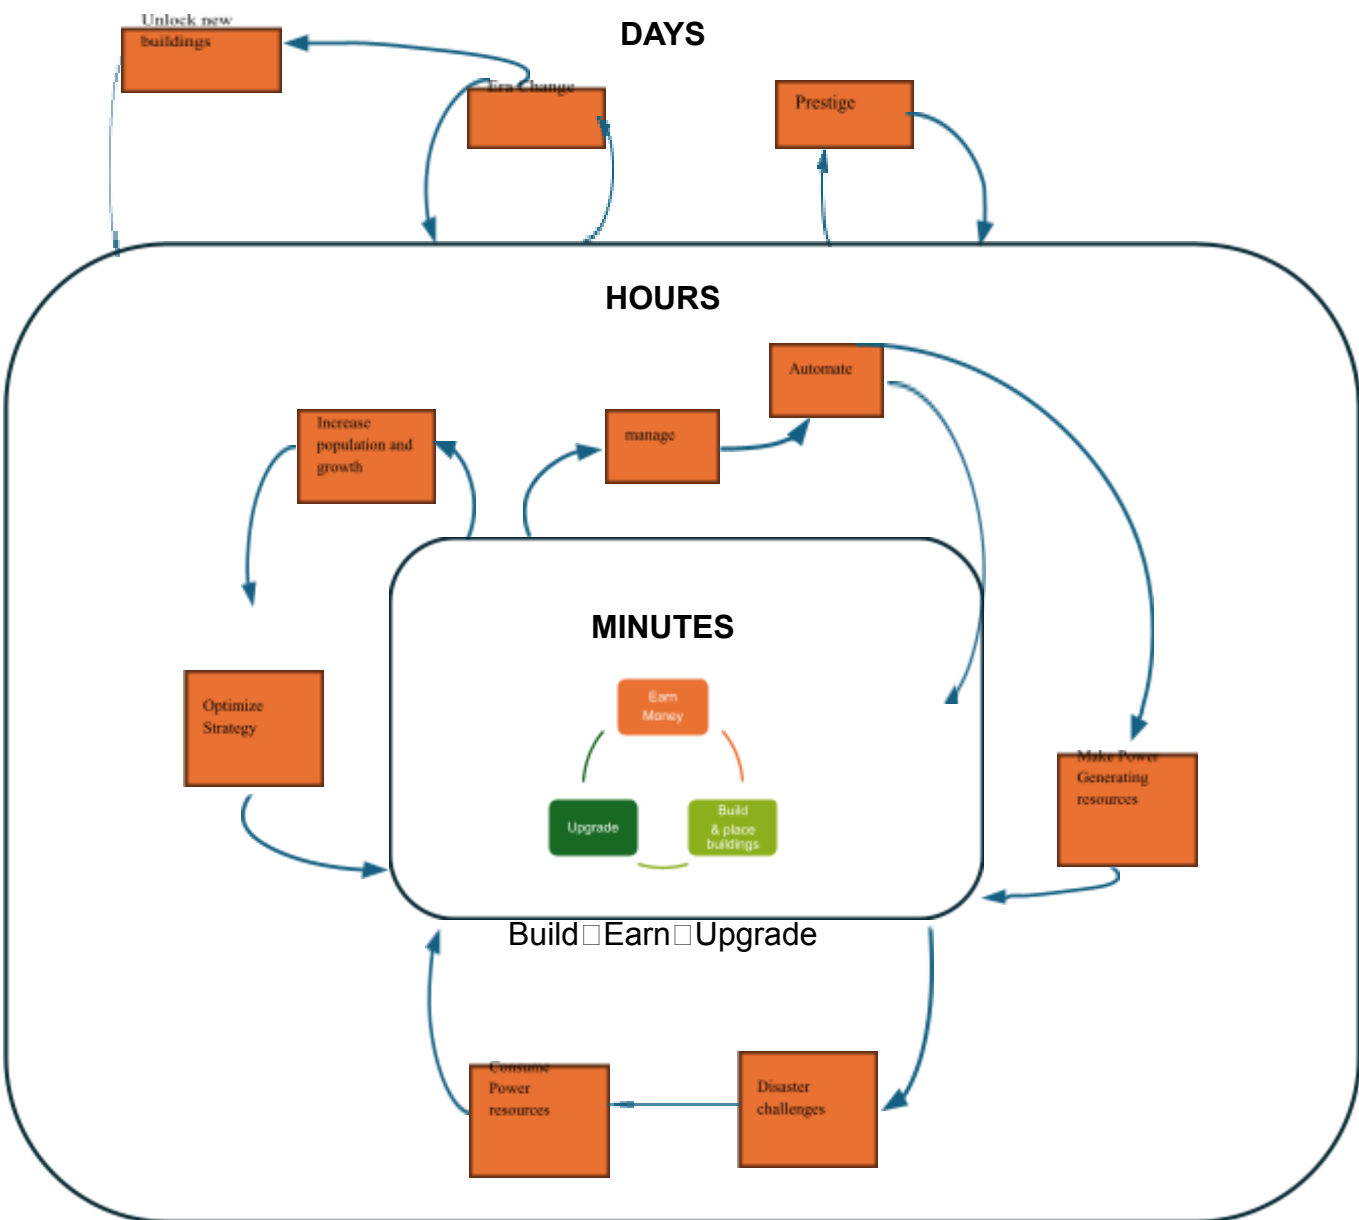 Unlock new
buildings
DAYS
Era Change
Prestige
HOURS
Automate
Increase
population and
growth
manage
MINUTES
Earn
Money
Optimize
Strategy
Upgrade
Build
& place
buildings
Make Power
Generating
resources
Build□Earn□Upgrade
Consume
Power
resources
Disaster
challenges